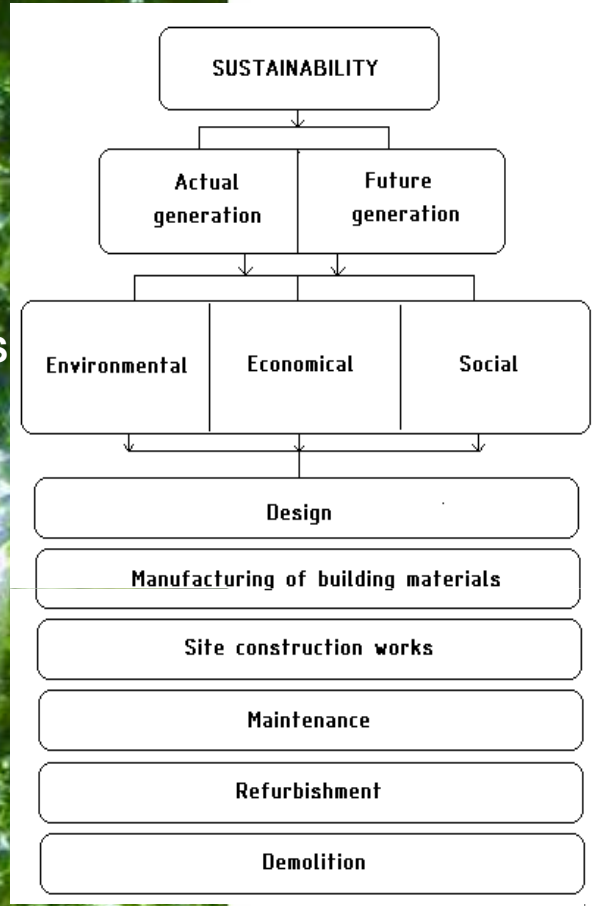 SUSTAINABILITY
Actual generation
Future generation
S
Environmental
Economical
Social
Design
Manufacturing of building materials
Site construction works
Maintenance
Refurbishment
Demolition